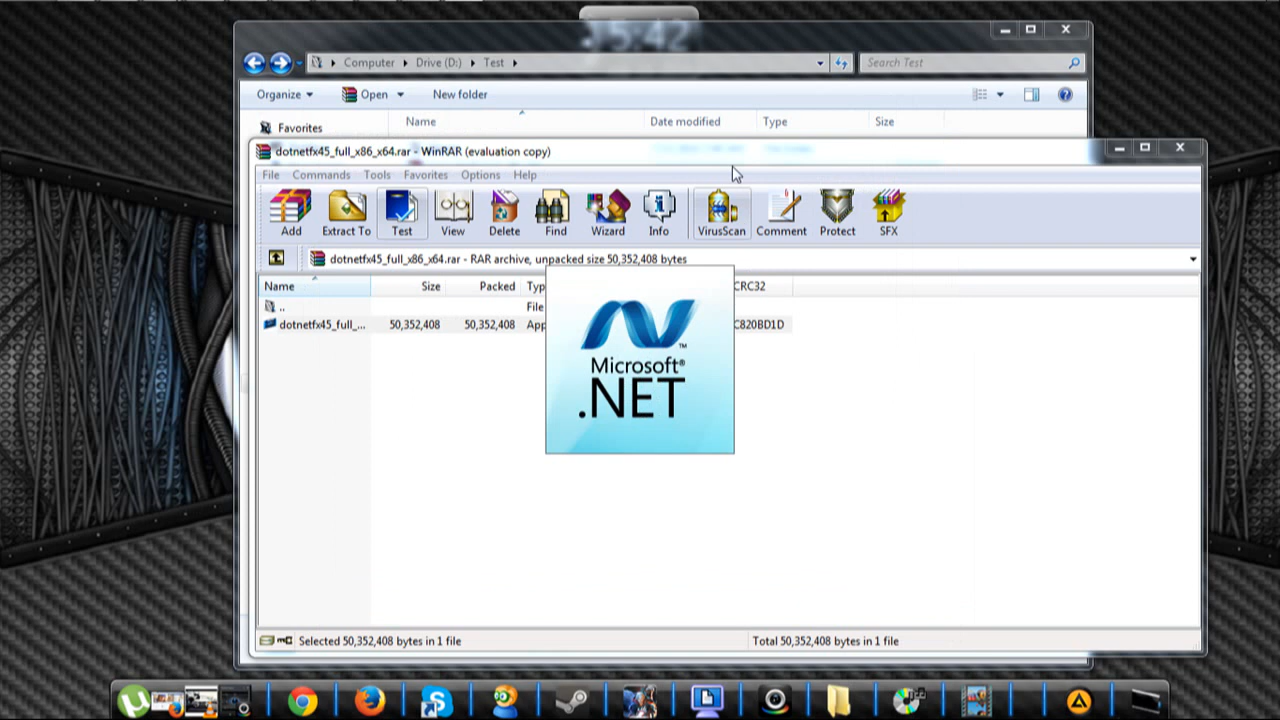 15:42
Computer Drive (D:) Test
Search Test
Organize Open New folder
Name Date modified Type Size
Favorites
dotnetfx45_full_x86_x64.rar - WinRAR (evaluation copy)
File Commands Tools Favorites Options Help
Add Extract To Test View Delete Find Wizard Info VirusScan Comment Protect SFX
dotnetfx45_full_x86_x64.rar - RAR archive, unpacked size 50,352,408 bytes
Name Size Packed Typ CRC32
.. File
dotnetfx45_full_... 50,352,408 50,352,408 App C820BD1D
Microsoft®
.NET
Selected 50,352,408 bytes in 1 file Total 50,352,408 bytes in 1 file